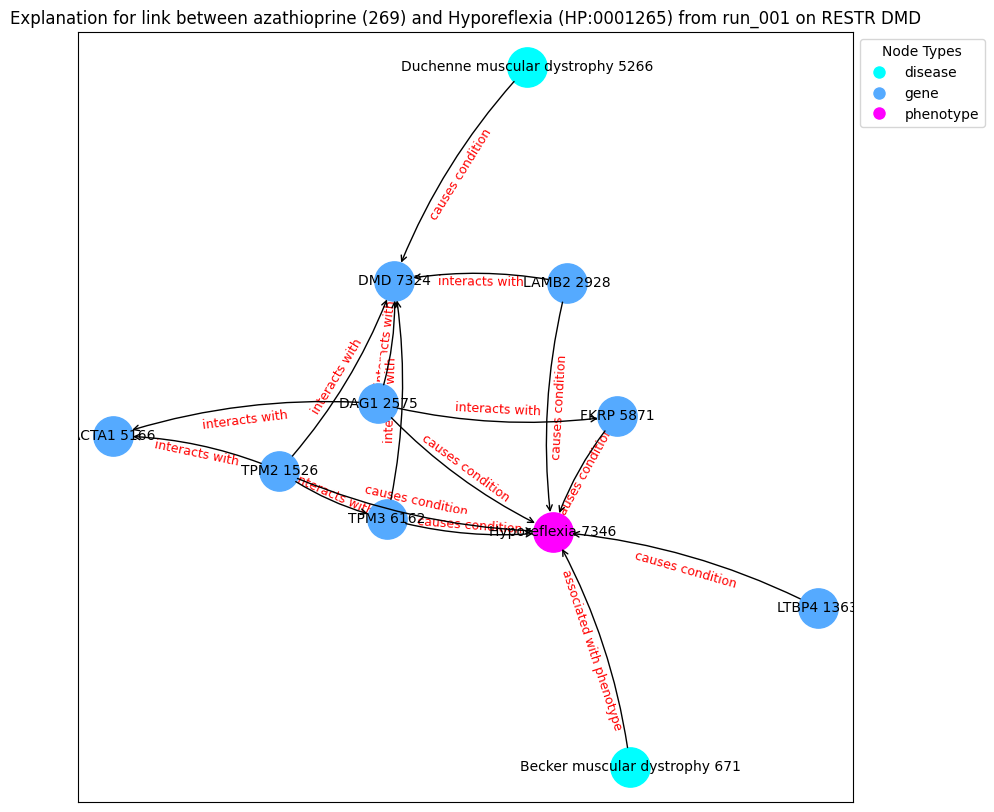 Explanation for link between azathioprine (269) and Hyporeflexia (HP:0001265) from run_001 on RESTR DMD
Node Types
disease
gene
phenotype
Duchenne muscular dystrophy 5266
causes condition
DMD 7324
interacts with
LAMB2 2928
interacts with
interacts with
with
DAG1 2575
interacts with
FKRP 5871
causes condition
interacts with
ACTA1 5166
interacts with
causes condition
causes condition
TPM2 1526
interacts with
causes condition
TPM3 6162
causes condition
Hyporeflexia 7346
causes condition
LTBP4 1363
associated with phenotype
Becker muscular dystrophy 671